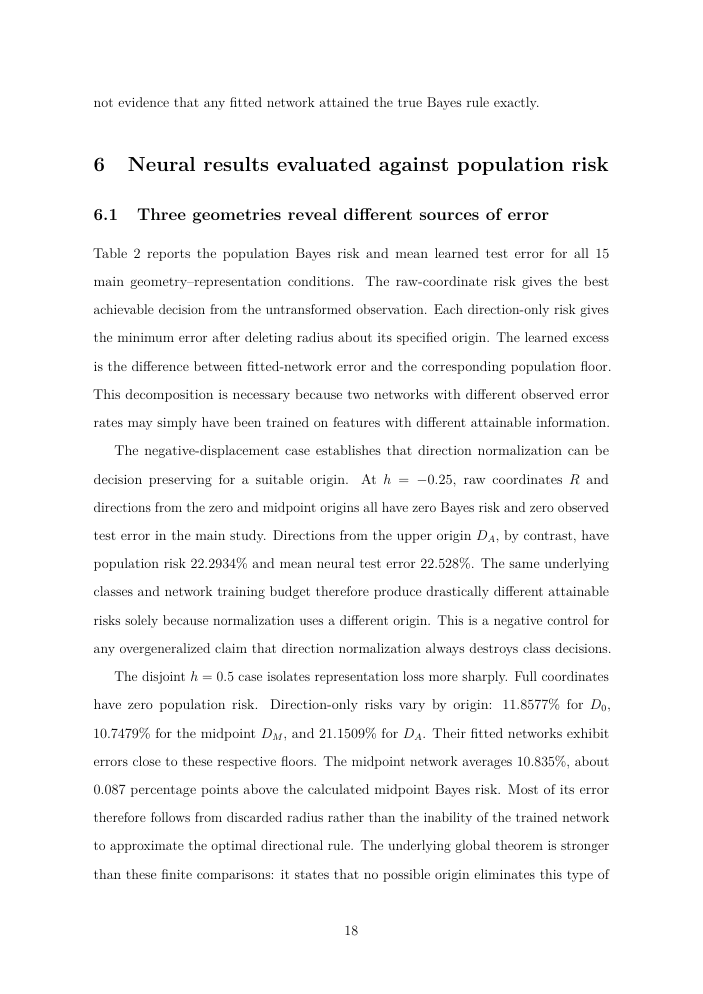 not evidence that any fitted network attained the true Bayes rule exactly.
6 Neural results evaluated against population risk
6.1 Three geometries reveal different sources of error
Table 2 reports the population Bayes risk and mean learned test error for all 15
main geometry–representation conditions. The raw-coordinate risk gives the best
achievable decision from the untransformed observation. Each direction-only risk gives
the minimum error after deleting radius about its specified origin. The learned excess
is the difference between fitted-network error and the corresponding population floor.
This decomposition is necessary because two networks with different observed error
rates may simply have been trained on features with different attainable information.
The negative-displacement case establishes that direction normalization can be
decision preserving for a suitable origin. At h = −0.25, raw coordinates R and
directions from the zero and midpoint origins all have zero Bayes risk and zero observed
test error in the main study. Directions from the upper origin D_A, by contrast, have
population risk 22.2934% and mean neural test error 22.528%. The same underlying
classes and network training budget therefore produce drastically different attainable
risks solely because normalization uses a different origin. This is a negative control for
any overgeneralized claim that direction normalization always destroys class decisions.
The disjoint h = 0.5 case isolates representation loss more sharply. Full coordinates
have zero population risk. Direction-only risks vary by origin: 11.8577% for D_0,
10.7479% for the midpoint D_M, and 21.1509% for D_A. Their fitted networks exhibit
errors close to these respective floors. The midpoint network averages 10.835%, about
0.087 percentage points above the calculated midpoint Bayes risk. Most of its error
therefore follows from discarded radius rather than the inability of the trained network
to approximate the optimal directional rule. The underlying global theorem is stronger
than these finite comparisons: it states that no possible origin eliminates this type of
18